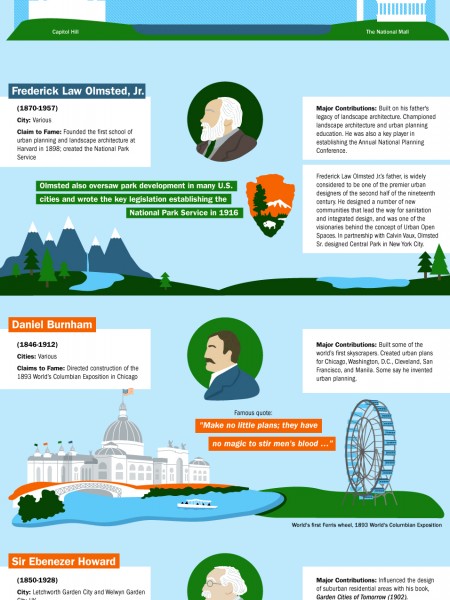 Capitol Hill
The National Mall
Frederick Law Olmsted, Jr.
(1870-1957)
City: Various
Claim to Fame: Founded the first school of
urban planning and landscape architecture at
Harvard in 1898; created the National Park
Service
Major Contributions: Built on his father's
legacy of landscape architecture. Championed
landscape architecture and urban planning
education. He was also a key player in
establishing the Annual National Planning
Conference.
Olmsted also oversaw park development in many U.S.
cities and wrote the key legislation establishing the
National Park Service in 1916
Frederick Law Olmsted Jr's father, is widely
considered to be one of the premier urban
designers of the second half of the nineteenth
century. He designed a number of new
communities that lead the way for sanitation
and integrated design, and was one of the
visionaries behind the concept of Urban Open
Spaces. In partnership with Calvin Vaux, Olmsted
Sr. designed Central Park in New York City.
Daniel Burnham
(1846-1912)
Cities: Various
Claims to Fame: Directed construction of the
1893 World's Columbian Exposition in Chicago
Major Contributions: Built some of the
world's first skyscrapers. Created urban plans
for Chicago, Washington, D.C., Cleveland, San
Francisco, and Manila. Some say he invented
urban planning.
Famous quote:
"Make no little plans; they have
no magic to stir men's blood ..."
World's first Ferris wheel, 1893 World's Columbian Exposition
Sir Ebenezer Howard
(1850-1928)
City: Letchworth Garden City and Welwyn Garden
Major Contributions: Influenced the design
of suburban residential areas with his book,
Garden Cities of Tomorrow (1902).